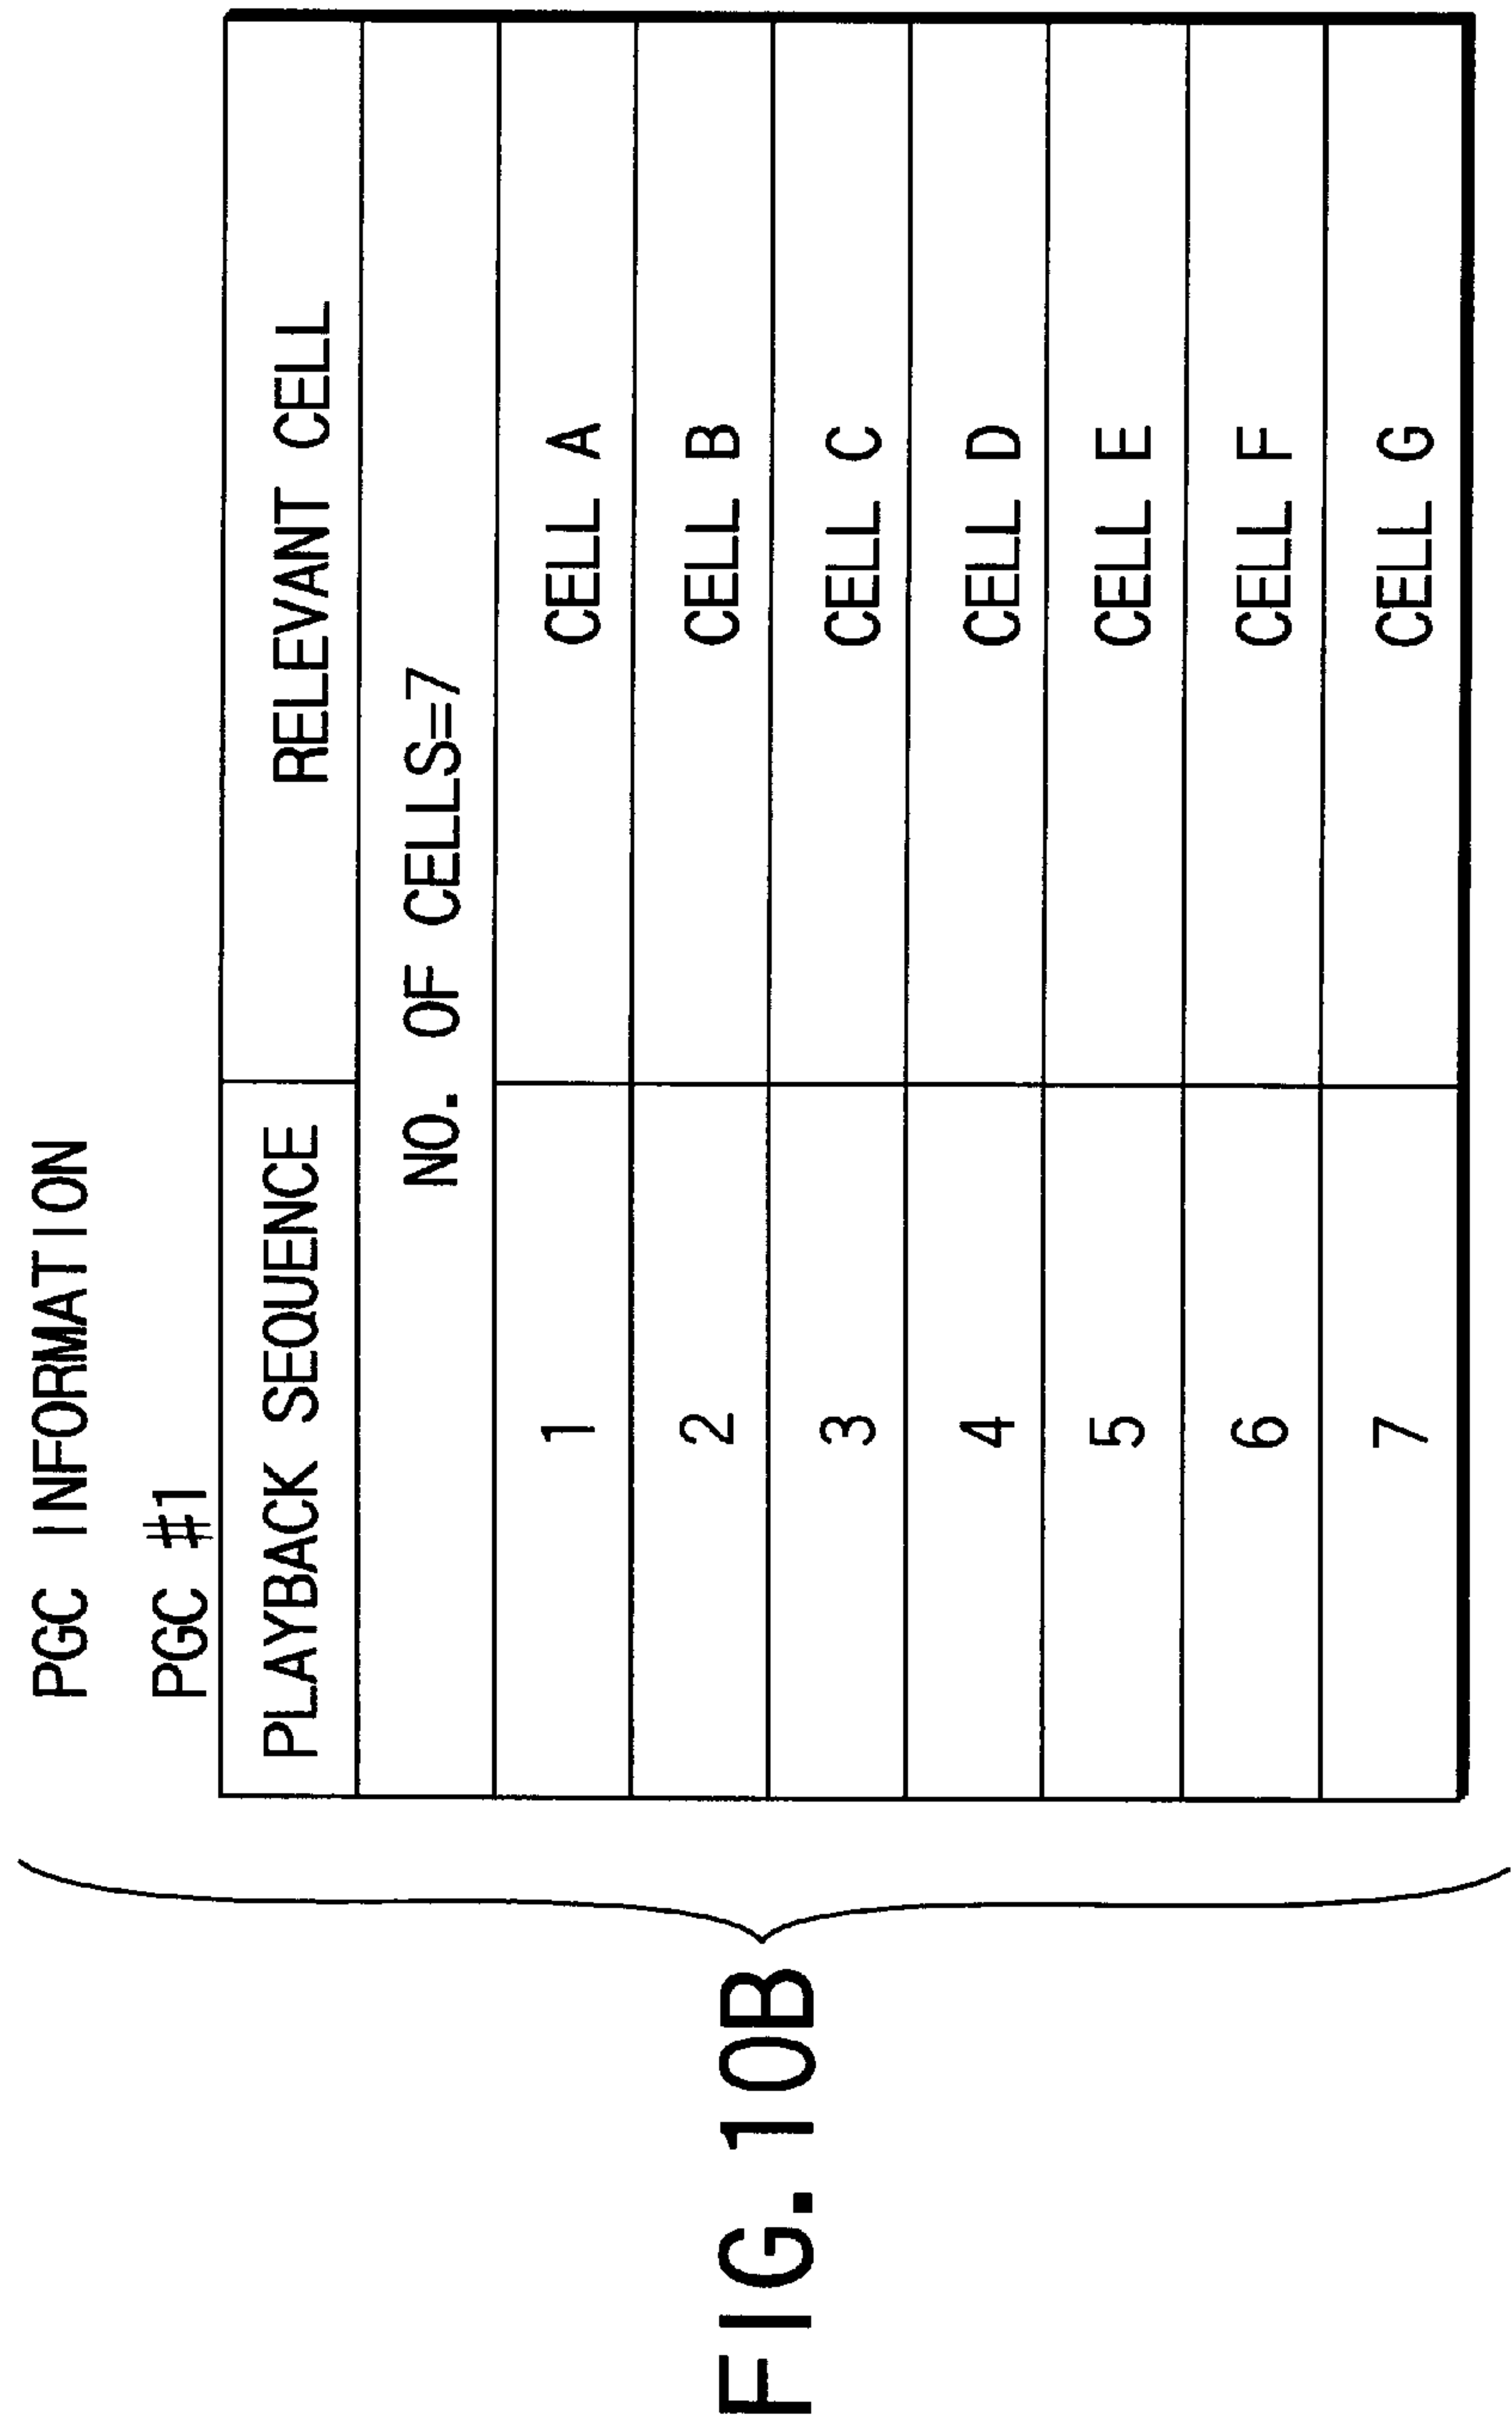 PGC INFORMATION
PGC #1
PLAYBACK SEQUENCE RELEVANT CELL
NO. OF CELLS=7
1 CELL A
2 CELL B
3 CELL C
4 CELL D
5 CELL E
6 CELL F
7 CELL G
FIG. 10B